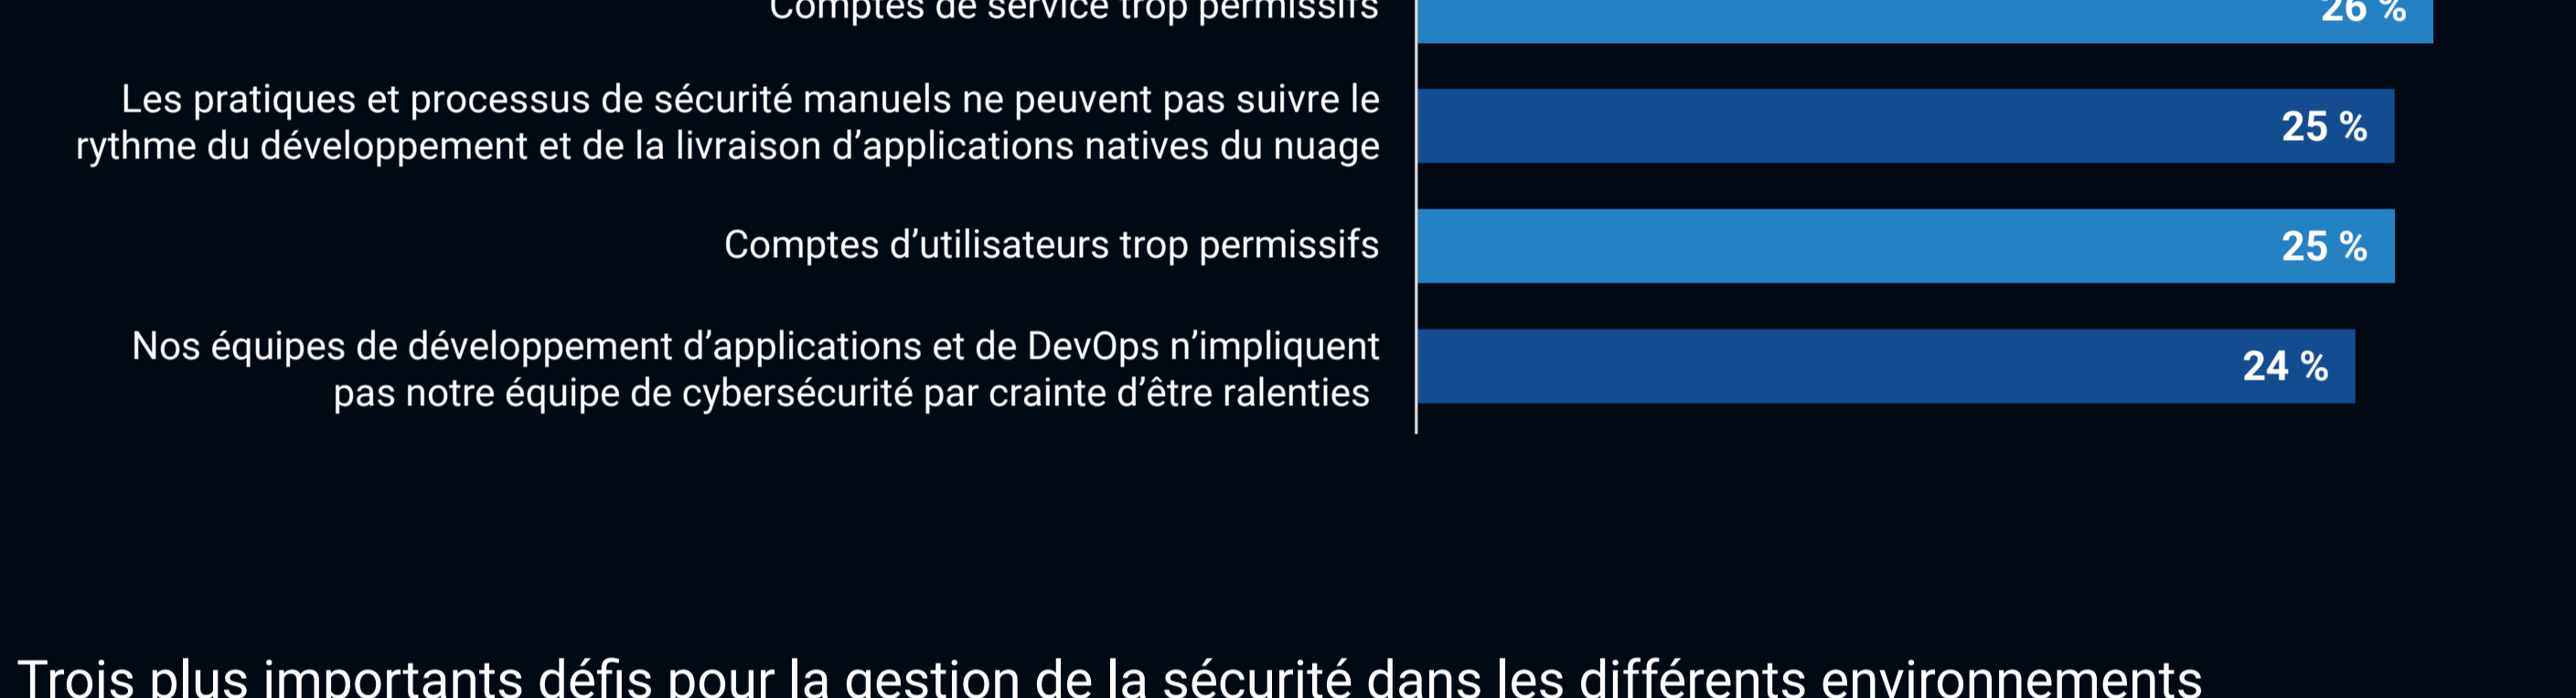 Comptes de service trop permissifs
26 %
Les pratiques et processus de sécurité manuels ne peuvent pas suivre le
rythme du développement et de la livraison d’applications natives du nuage
25 %
Comptes d’utilisateurs trop permissifs
25 %
Nos équipes de développement d’applications et de DevOps n’impliquent
pas notre équipe de cybersécurité par crainte d’être ralenties
24 %
Trois plus importants défis pour la gestion de la sécurité dans les différents environnements